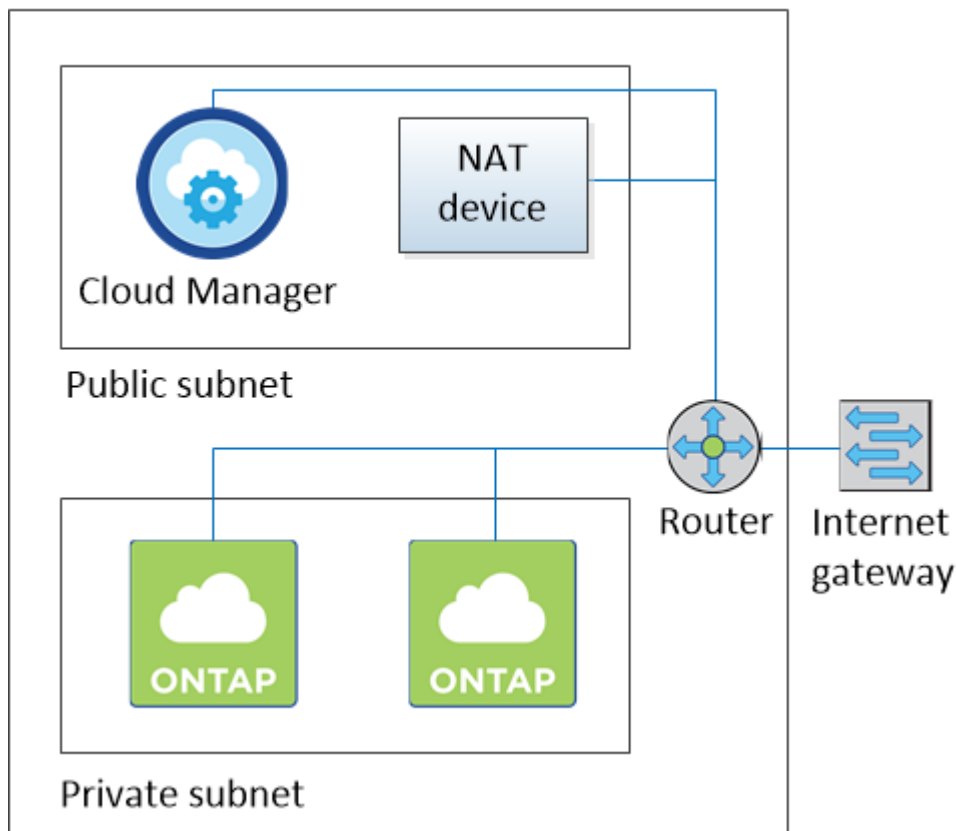 NAT
device
Cloud Manager
Public subnet
Router
Internet
gateway
ONTAP
ONTAP
Private subnet